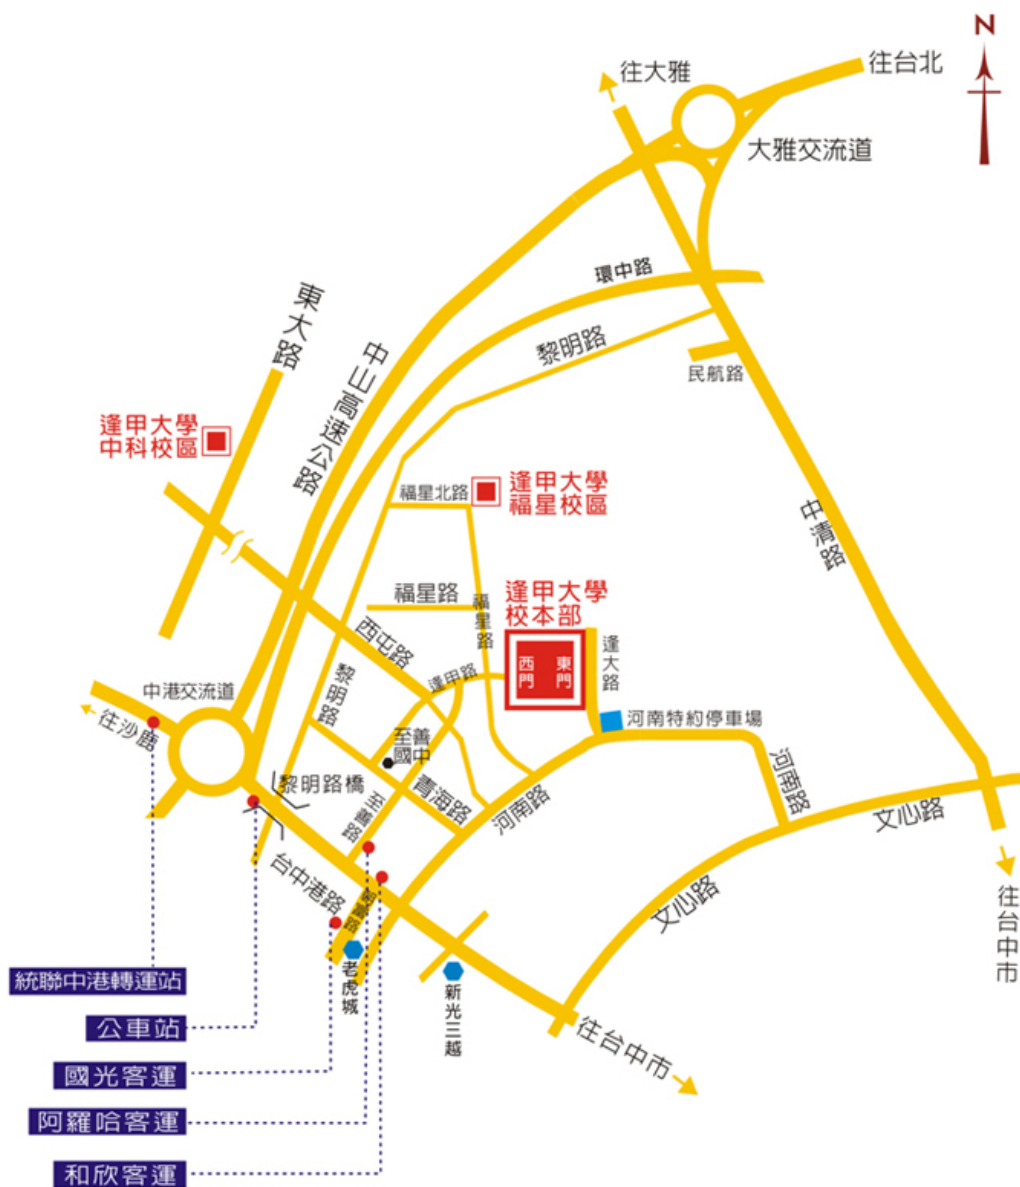 N
往大雅
往台北
大雅交流道
環中路
東大路
黎明路
中山高速公路
民航路
逢甲大學
中科校區
逢甲大學
福星校區
福星北路
中清路
逢甲大學
校本部
福星路
福星路
西屯路
西門
東門
逢大路
逢甲路
黎明路
中港交流道
往沙鹿
河南特約停車場
至善
國中
黎明路橋
青海路
河南路
河南路
至善路
文心路
台中港路
朝富路
文心路
往台中市
老虎城
新光三越
統聯中港轉運站
公車站
往台中市
國光客運
阿羅哈客運
和欣客運